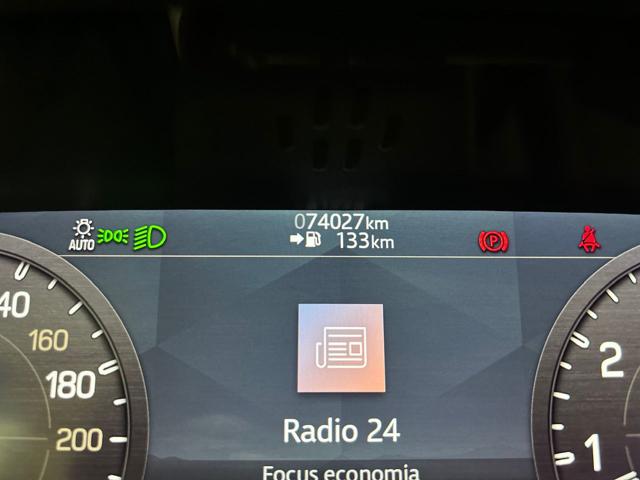 074027km
AUTO
133km
P
40
160
180
200
2
1
Radio 24
Focus economia